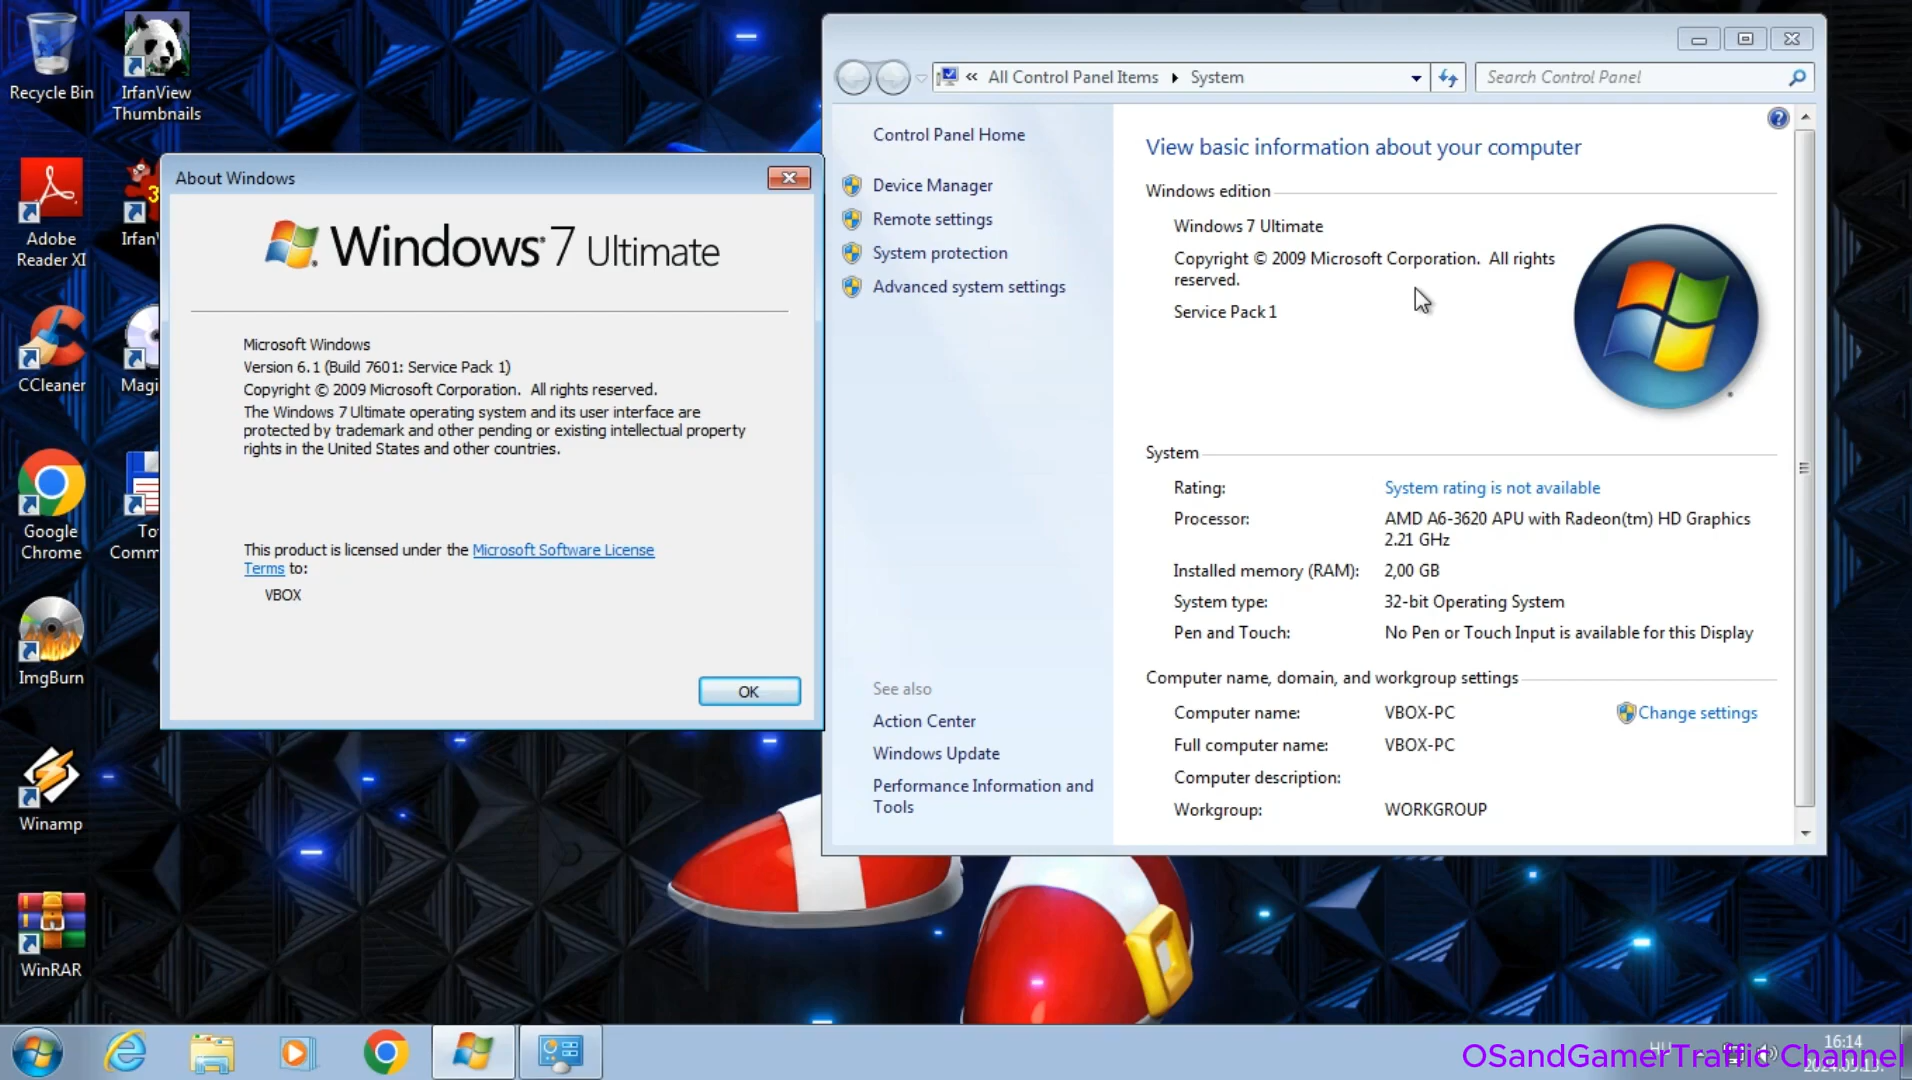 Recycle Bin
IrfanView
Thumbnails
Adobe
Reader XI
CCleaner
Google
Chrome
ImgBurn
Winamp
WinRAR
About Windows
Windows 7 Ultimate
Microsoft Windows
Version 6.1 (Build 7601: Service Pack 1)
Copyright © 2009 Microsoft Corporation. All rights reserved.
The Windows 7 Ultimate operating system and its user interface are
protected by trademark and other pending or existing intellectual property
rights in the United States and other countries.
This product is licensed under the Microsoft Software License
Terms to:
VBOX
OK
« All Control Panel Items ▸ System
Search Control Panel
Control Panel Home
Device Manager
Remote settings
System protection
Advanced system settings
See also
Action Center
Windows Update
Performance Information and
Tools
View basic information about your computer
Windows edition
Windows 7 Ultimate
Copyright © 2009 Microsoft Corporation. All rights
reserved.
Service Pack 1
System
Rating: System rating is not available
Processor: AMD A6-3620 APU with Radeon(tm) HD Graphics
2.21 GHz
Installed memory (RAM): 2,00 GB
System type: 32-bit Operating System
Pen and Touch: No Pen or Touch Input is available for this Display
Computer name, domain, and workgroup settings
Computer name: VBOX-PC
Change settings
Full computer name: VBOX-PC
Computer description:
Workgroup: WORKGROUP
HU
16:14
OSandGamerTraffic Channel